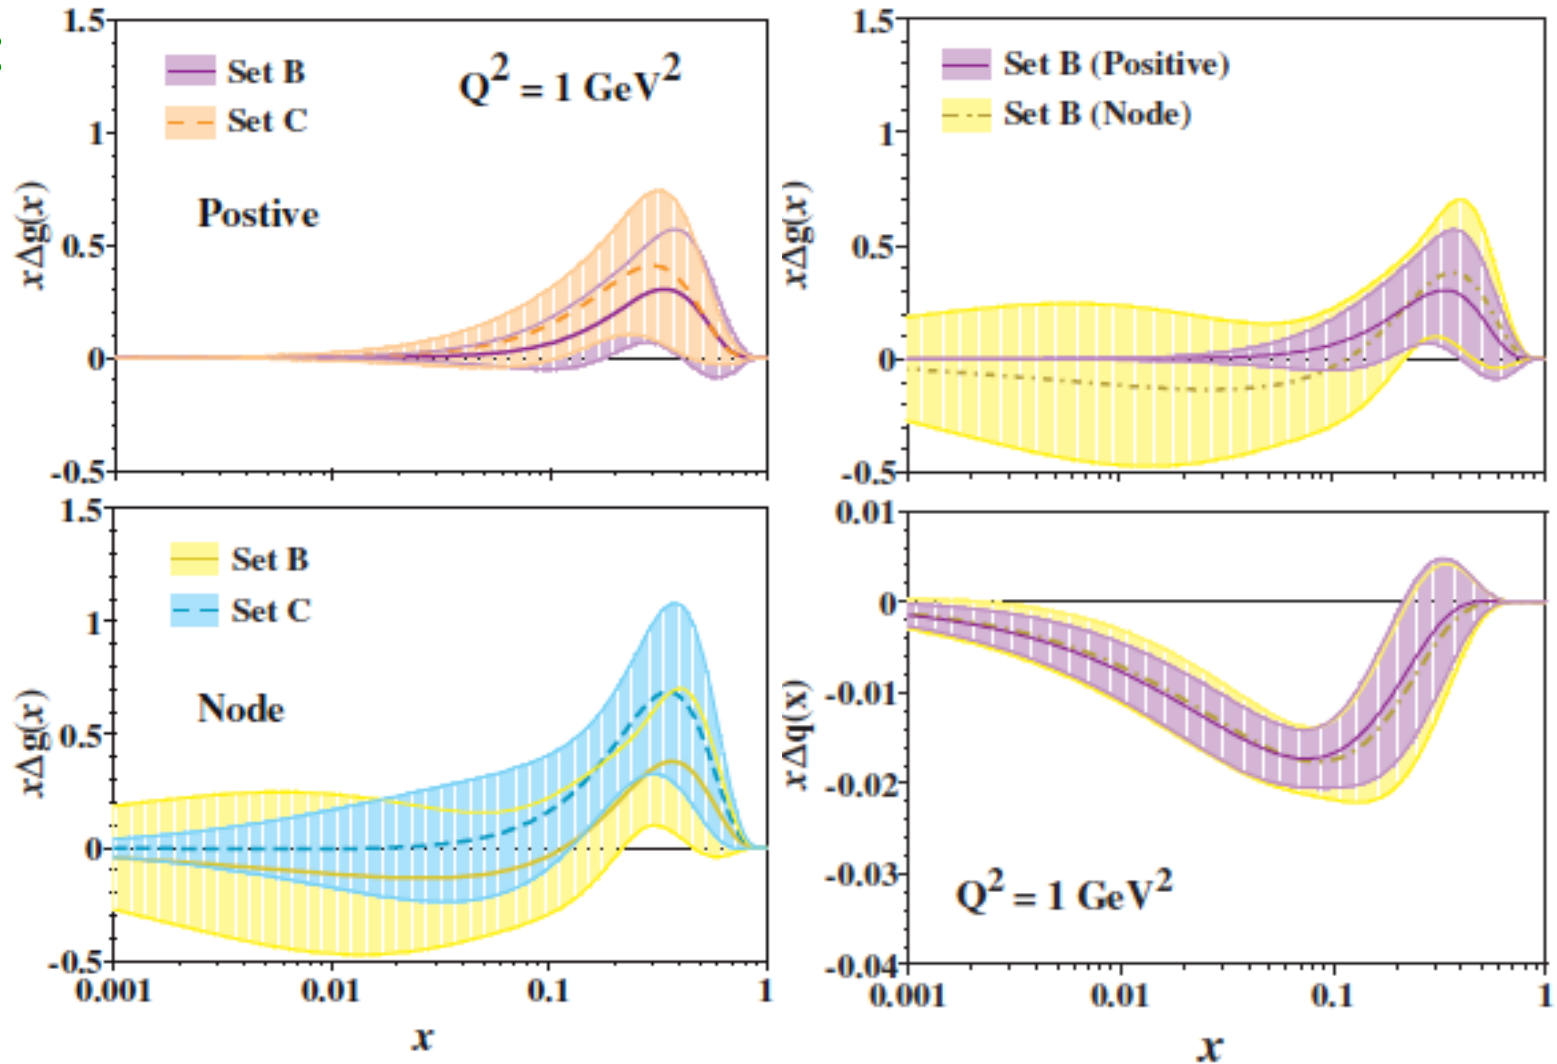 1.5
1
0.5
0
-0.5
xΔg(x)
Set B
Set C
Q² = 1 GeV²
Postive
1.5
1
0.5
0
-0.5
xΔg(x)
Set B (Positive)
Set B (Node)
1.5
1
0.5
0
-0.5
xΔg(x)
Set B
Set C
Node
0.001
0.01
0.1
1
x
0.01
0
-0.01
-0.02
-0.03
-0.04
xΔq(x)
Q² = 1 GeV²
0.001
0.01
0.1
1
x